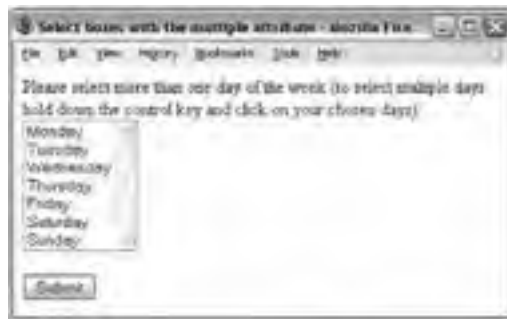 Select boxes with the multiple attribute - Mozilla Fire
File Edit View History Bookmarks Tools Help
Please select more than one day of the week (to select multiple days
hold down the control key and click on your chosen days)
Monday
Tuesday
Wednesday
Thursday
Friday
Saturday
Sunday
Submit